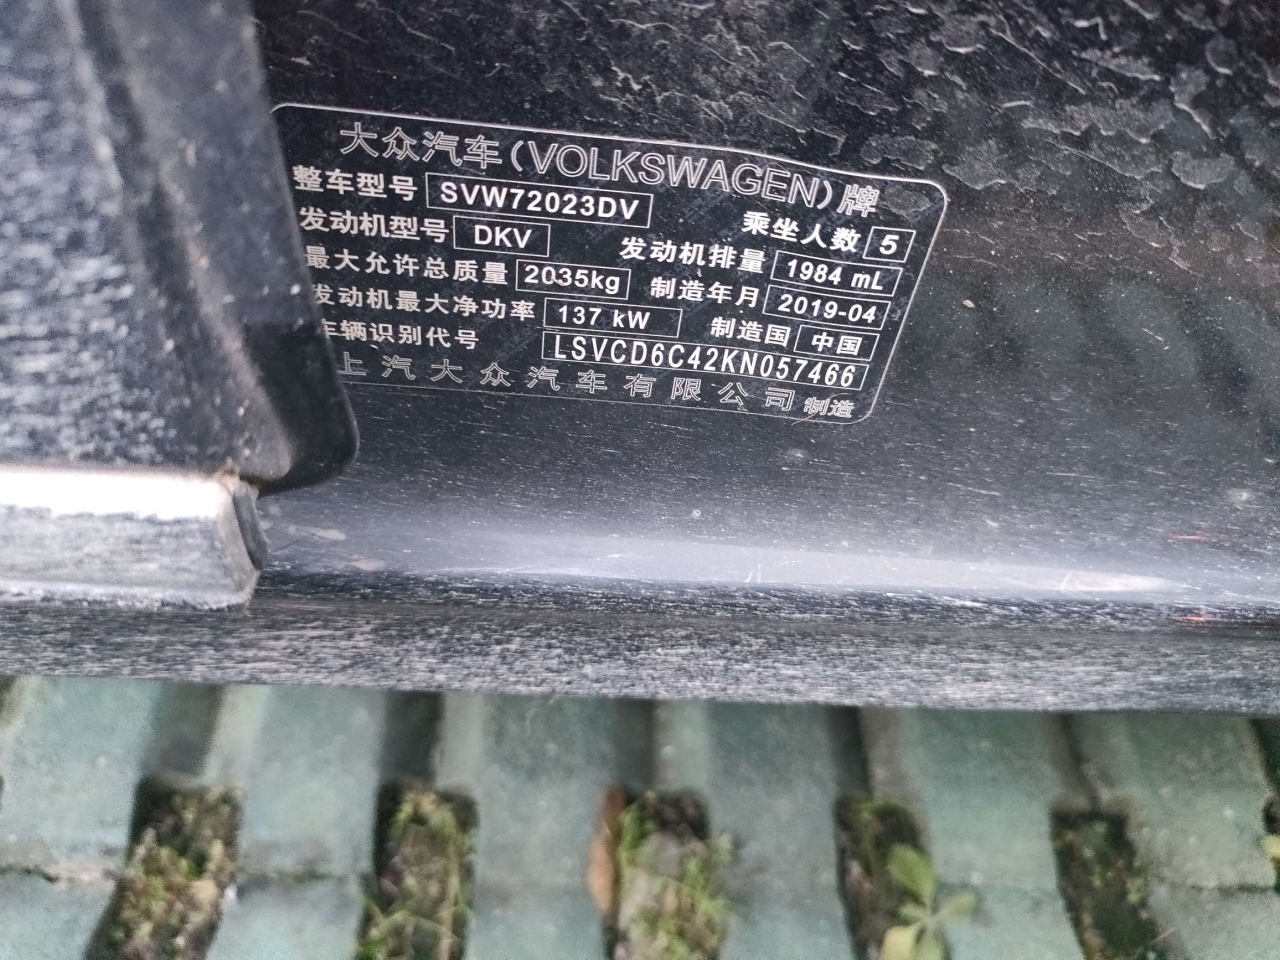 大众汽车(VOLKSWAGEN)牌
整车型号 SVW72023DV 乘坐人数 5
发动机型号 DKV 发动机排量 1984 mL
最大允许总质量 2035kg 制造年月 2019-04
发动机最大净功率 137 kW 制造国 中国
车辆识别代号 LSVCD6C42KN057466
上汽大众汽车有限公司 制造